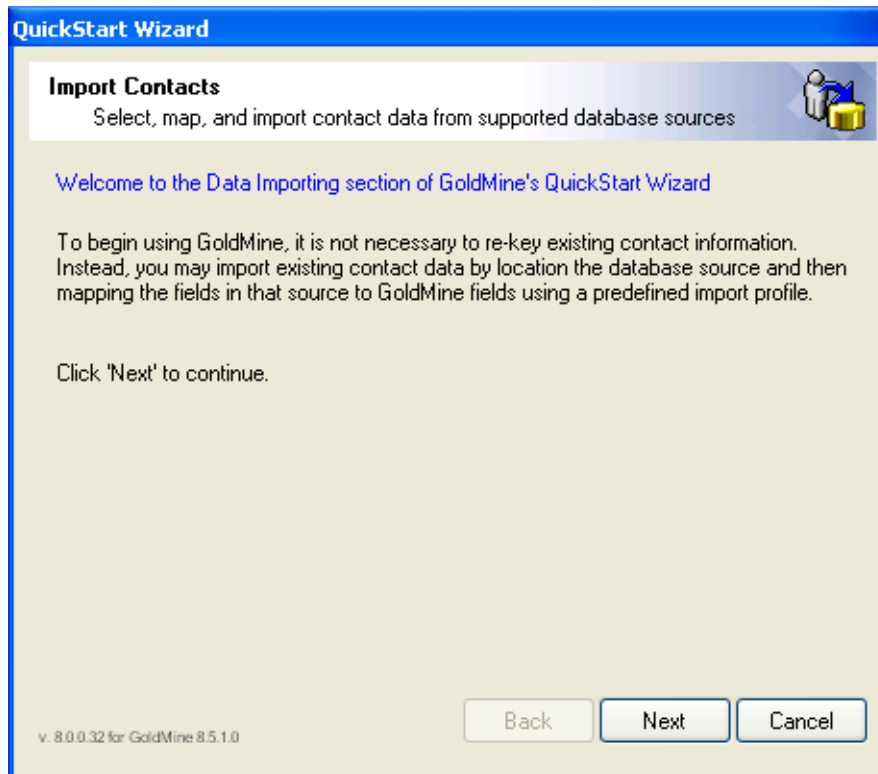 QuickStart Wizard
Import Contacts
Select, map, and import contact data from supported database sources
Welcome to the Data Importing section of GoldMine's QuickStart Wizard
To begin using GoldMine, it is not necessary to re-key existing contact information.
Instead, you may import existing contact data by location the database source and then
mapping the fields in that source to GoldMine fields using a predefined import profile.
Click 'Next' to continue.
v. 8.0.0.32 for GoldMine 8.5.1.0
Back
Next
Cancel